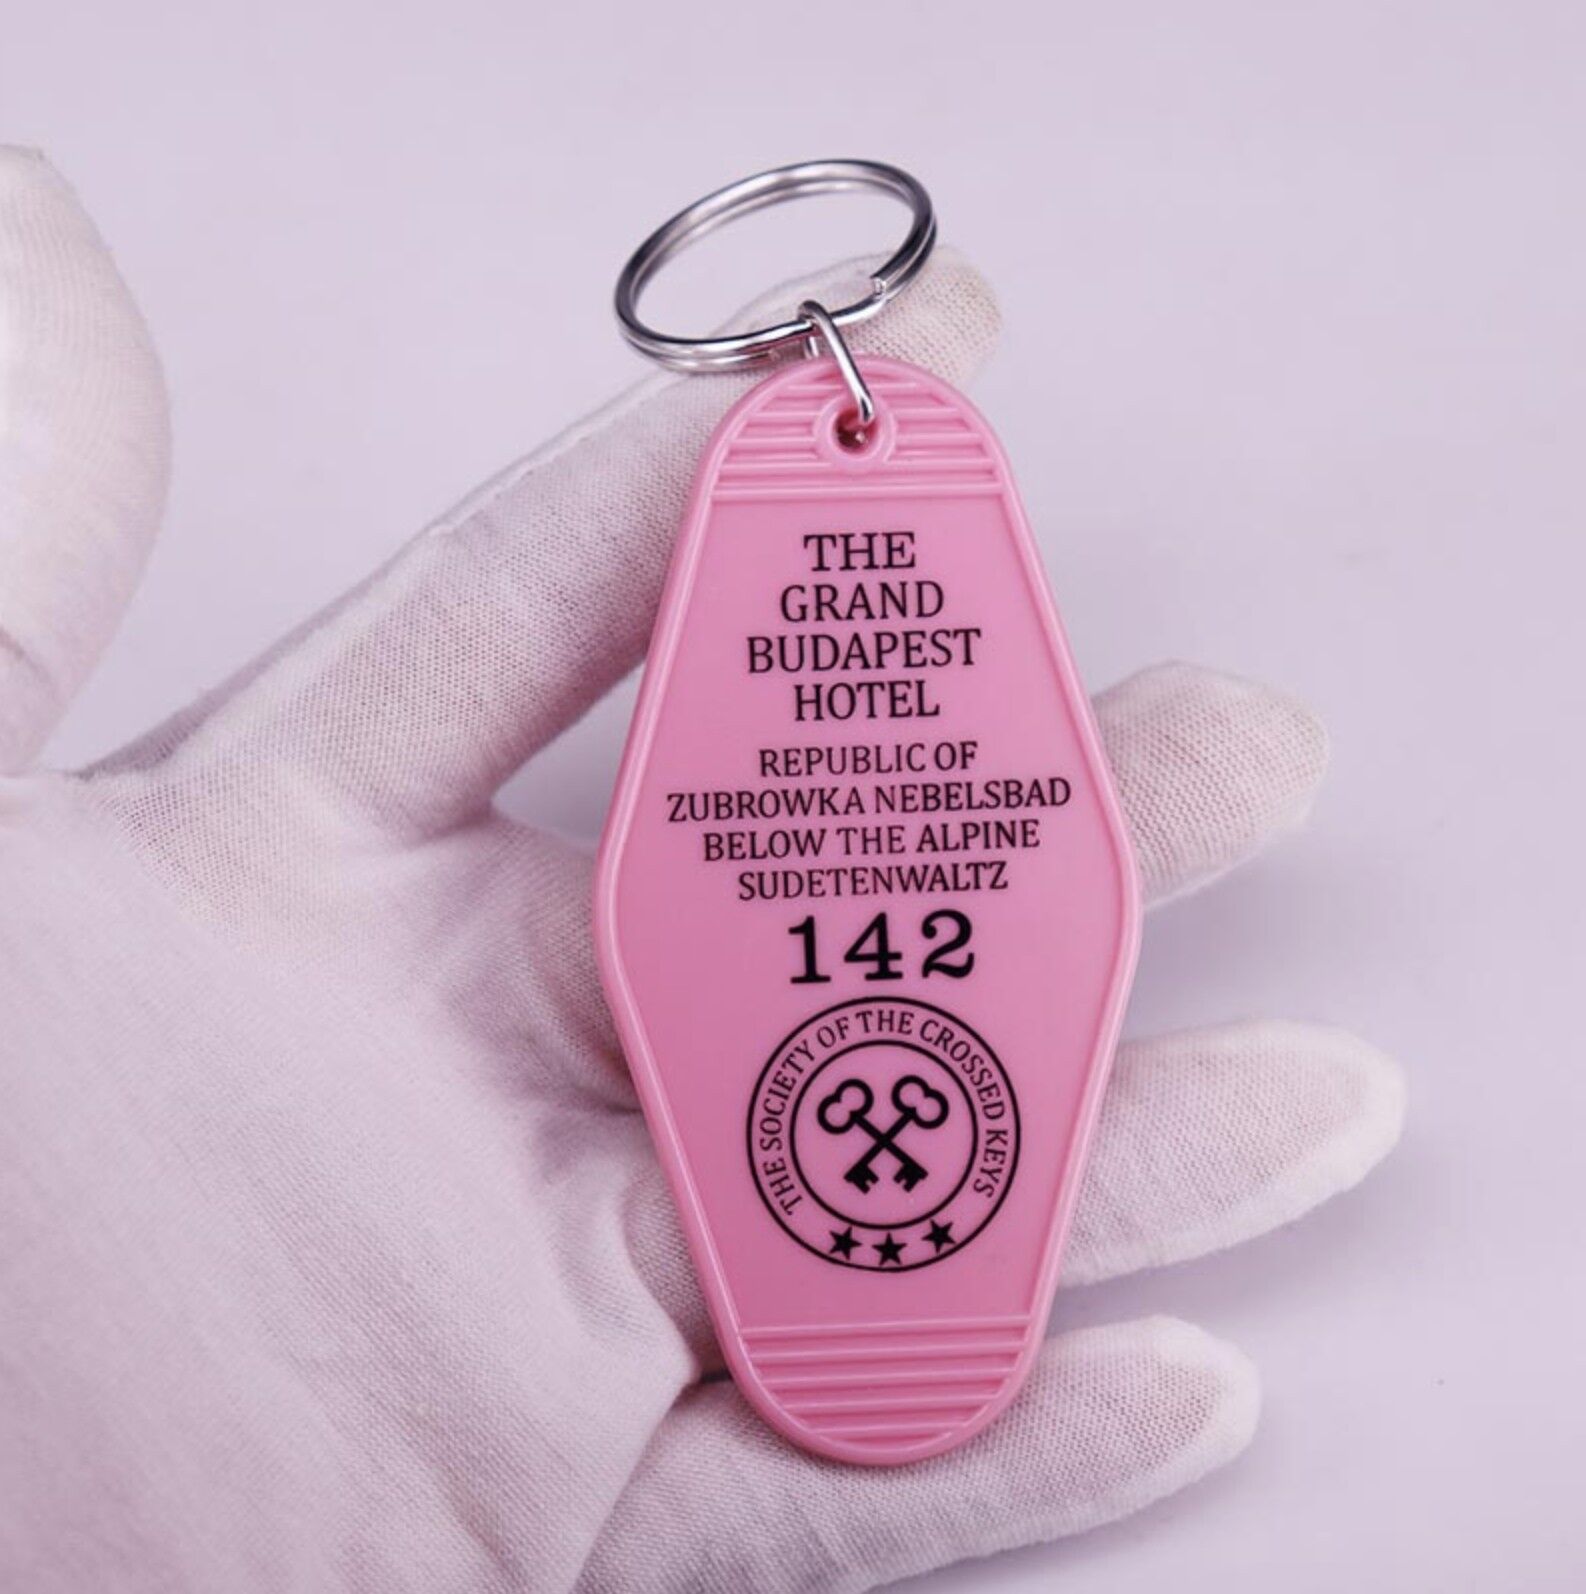 THE
GRAND
BUDAPEST
HOTEL
REPUBLIC OF
ZUBROWKA NEBELSBAD
BELOW THE ALPINE
SUDETENWALTZ
142
THE SOCIETY OF THE CROSSED KEYS